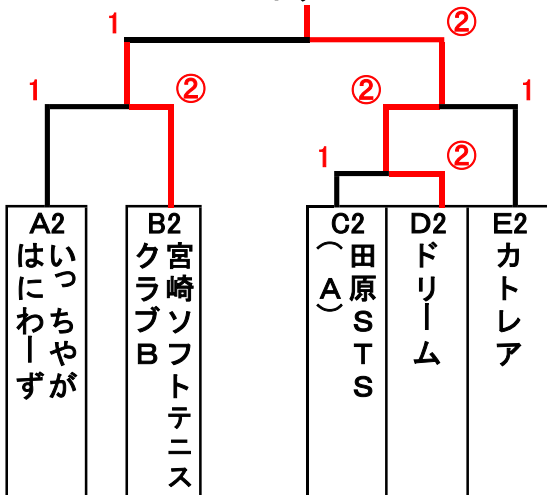 1
②
1
②
②
1
1
②
A2
いっちゃが
はにわーず
B2
宮崎ソフトテニス
クラブB
C2
田原STS
（A）
D2
ドリーム
E2
カトレア